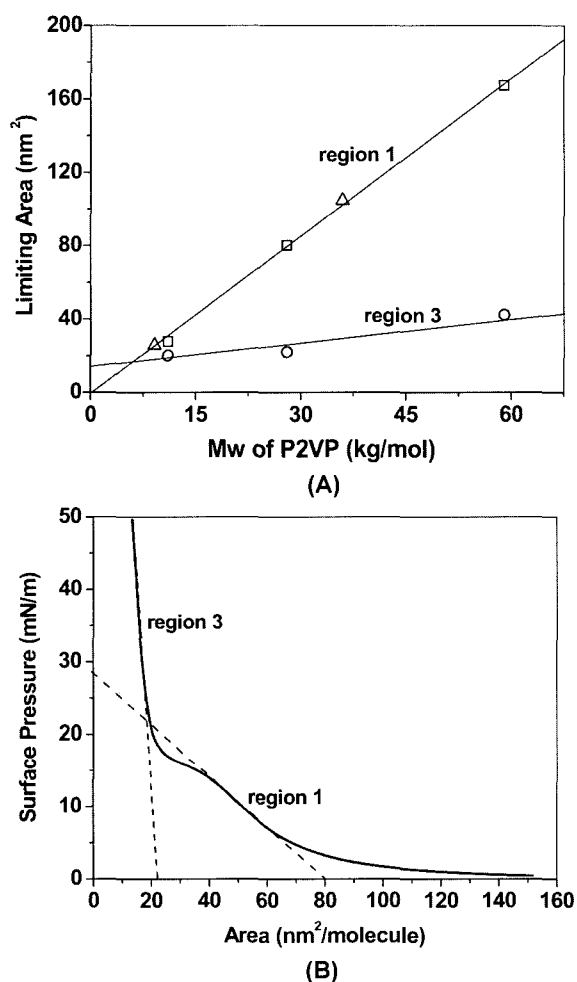 200
160
120
80
40
0
Limiting Area (nm²)
region 1
region 3
0 15 30 45 60
Mw of P2VP (kg/mol)
(A)
50
40
30
20
10
0
Surface Pressure (mN/m)
region 3
region 1
0 20 40 60 80 100 120 140 160
Area (nm²/molecule)
(B)